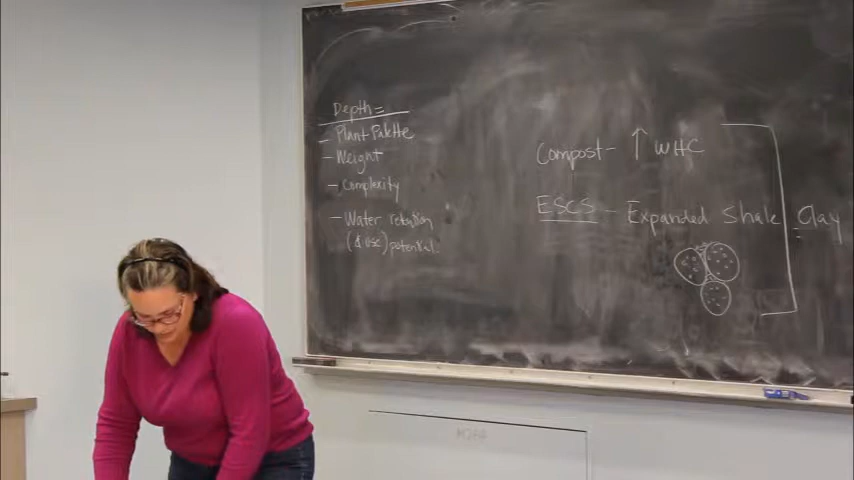 Depth =
- Plant Palette
- Weight
- Complexity
- Water retention
(& use) potential.
Compost - ↑ WHC
ESCS - Expanded Shale Clay